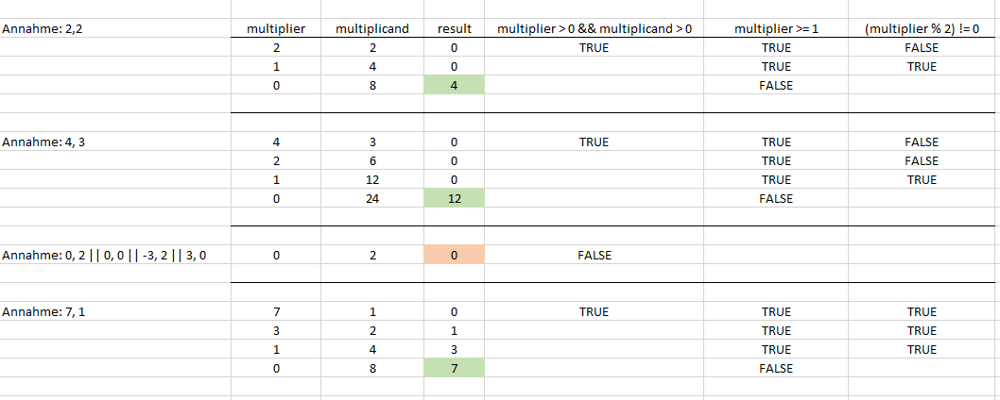 Annahme: 2,2 multiplier multiplicand result multiplier > 0 && multiplicand > 0 multiplier >= 1 (multiplier % 2) != 0
2 2 0 TRUE TRUE FALSE
1 4 0 TRUE TRUE
0 8 4 FALSE
Annahme: 4, 3 4 3 0 TRUE TRUE FALSE
2 6 0 TRUE FALSE
1 12 0 TRUE TRUE
0 24 12 FALSE
Annahme: 0, 2 || 0, 0 || -3, 2 || 3, 0 0 2 0 FALSE
Annahme: 7, 1 7 1 0 TRUE TRUE TRUE
3 2 1 TRUE TRUE
1 4 3 TRUE TRUE
0 8 7 FALSE